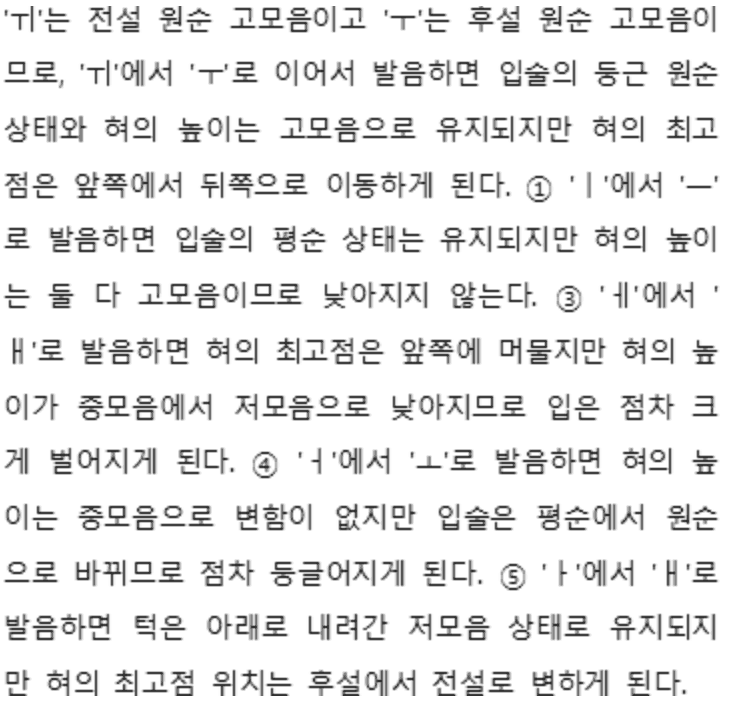 'ㅟ'는 전설 원순 고모음이고 'ㅜ'는 후설 원순 고모음이
므로, 'ㅟ'에서 'ㅜ'로 이어서 발음하면 입술의 둥근 원순
상태와 혀의 높이는 고모음으로 유지되지만 혀의 최고
점은 앞쪽에서 뒤쪽으로 이동하게 된다. ① 'ㅣ'에서 'ㅡ'
로 발음하면 입술의 평순 상태는 유지되지만 혀의 높이
는 둘 다 고모음이므로 낮아지지 않는다. ③ 'ㅔ'에서 '
ㅐ'로 발음하면 혀의 최고점은 앞쪽에 머물지만 혀의 높
이가 중모음에서 저모음으로 낮아지므로 입은 점차 크
게 벌어지게 된다. ④ 'ㅓ'에서 'ㅗ'로 발음하면 혀의 높
이는 중모음으로 변함이 없지만 입술은 평순에서 원순
으로 바뀌므로 점차 둥글어지게 된다. ⑤ 'ㅏ'에서 'ㅐ'로
발음하면 턱은 아래로 내려간 저모음 상태로 유지되지
만 혀의 최고점 위치는 후설에서 전설로 변하게 된다.